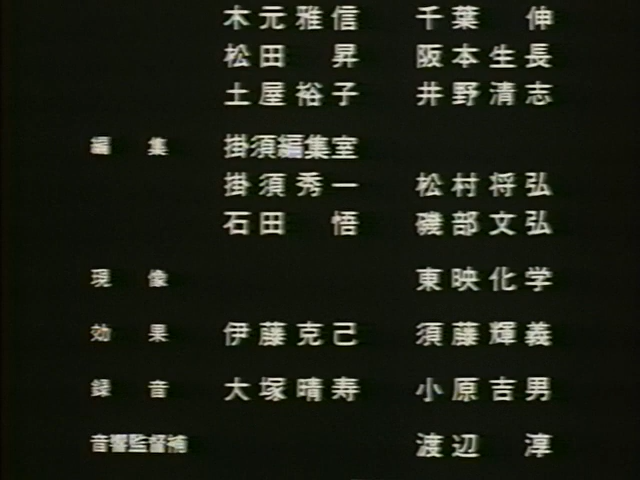 木元雅信 千葉 伸
松田 昇 阪本生長
土屋裕子 井野清志
編 集 掛須編集室
掛須秀一 松村将弘
石田 悟 磯部文弘
現 像 東映化学
効 果 伊藤克己 須藤輝義
録 音 大塚晴寿 小原吉男
音響監督補 渡辺 淳